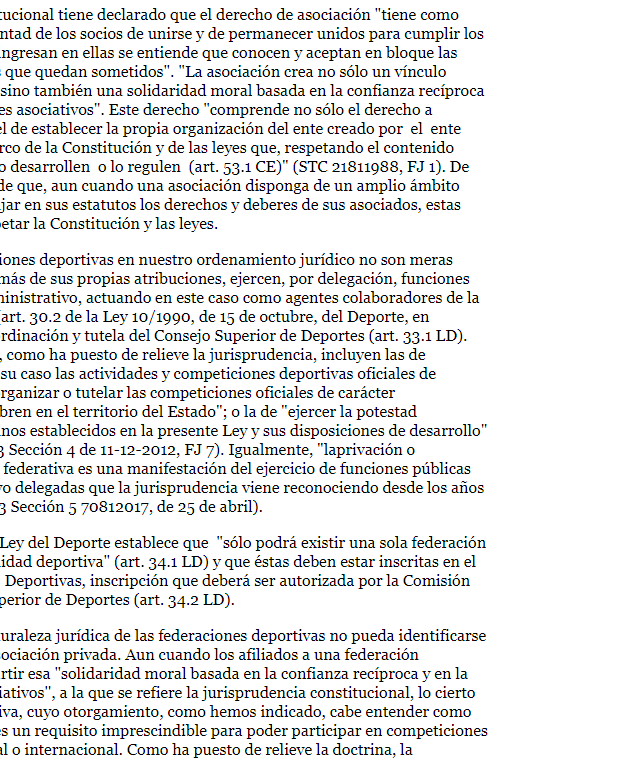 tucional tiene declarado que el derecho de asociación "tiene como
ntad de los socios de unirse y de permanecer unidos para cumplir los
ingresan en ellas se entiende que conocen y aceptan en bloque las
que quedan sometidos". "La asociación crea no sólo un vínculo
sino también una solidaridad moral basada en la confianza recíproca
es asociativos". Este derecho "comprende no sólo el derecho a
el de establecer la propia organización del ente creado por el ente
rco de la Constitución y de las leyes que, respetando el contenido
o desarrollen o lo regulen (art. 53.1 CE)" (STC 21811988, FJ 1). De
de que, aun cuando una asociación disponga de un amplio ámbito
jar en sus estatutos los derechos y deberes de sus asociados, estas
petar la Constitución y las leyes.
iones deportivas en nuestro ordenamiento jurídico no son meras
más de sus propias atribuciones, ejercen, por delegación, funciones
ministrativo, actuando en este caso como agentes colaboradores de la
(art. 30.2 de la Ley 10/1990, de 15 de octubre, del Deporte, en
rdinación y tutela del Consejo Superior de Deportes (art. 33.1 LD).
, como ha puesto de relieve la jurisprudencia, incluyen las de
su caso las actividades y competiciones deportivas oficiales de
rganizar o tutelar las competiciones oficiales de carácter
bren en el territorio del Estado"; o la de "ejercer la potestad
inos establecidos en la presente Ley y sus disposiciones de desarrollo"
3 Sección 4 de 11-12-2012, FJ 7). Igualmente, "laprivación o
federativa es una manifestación del ejercicio de funciones públicas
vo delegadas que la jurisprudencia viene reconociendo desde los años
3 Sección 5 70812017, de 25 de abril).
Ley del Deporte establece que "sólo podrá existir una sola federación
idad deportiva" (art. 34.1 LD) y que éstas deben estar inscritas en el
Deportivas, inscripción que deberá ser autorizada por la Comisión
perior de Deportes (art. 34.2 LD).
uraleza jurídica de las federaciones deportivas no pueda identificarse
sociación privada. Aun cuando los afiliados a una federación
rtir esa "solidaridad moral basada en la confianza recíproca y en la
iativos", a la que se refiere la jurisprudencia constitucional, lo cierto
iva, cuyo otorgamiento, como hemos indicado, cabe entender como
es un requisito imprescindible para poder participar en competiciones
al o internacional. Como ha puesto de relieve la doctrina, la